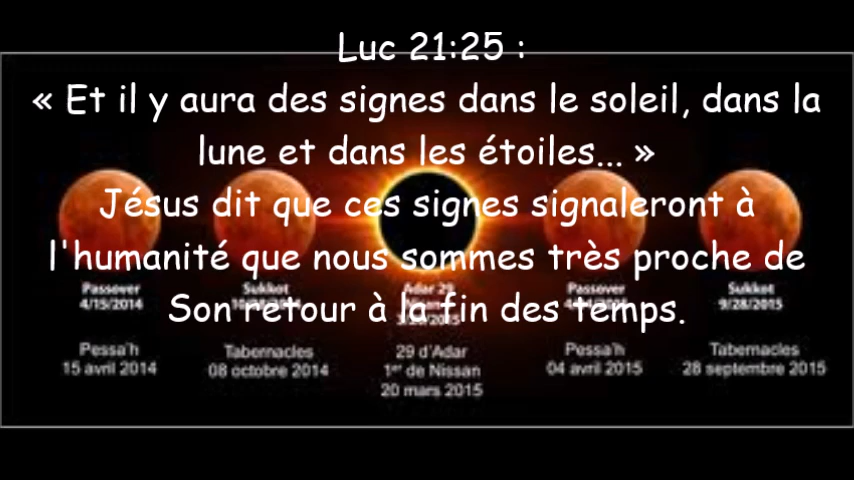 Luc 21:25 :
« Et il y aura des signes dans le soleil, dans la
lune et dans les étoiles... »
Jésus dit que ces signes signaleront à
l'humanité que nous sommes très proche de
Son retour à la fin des temps.
Passover Sukkot Adar 29 Passover Sukkot
4/15/2014 9/28/2015
Pessa'h Tabernacles 29 d'Adar Pessa'h Tabernacles
15 avril 2014 08 octobre 2014 1er de Nissan 04 avril 2015 28 septembre 2015
20 mars 2015